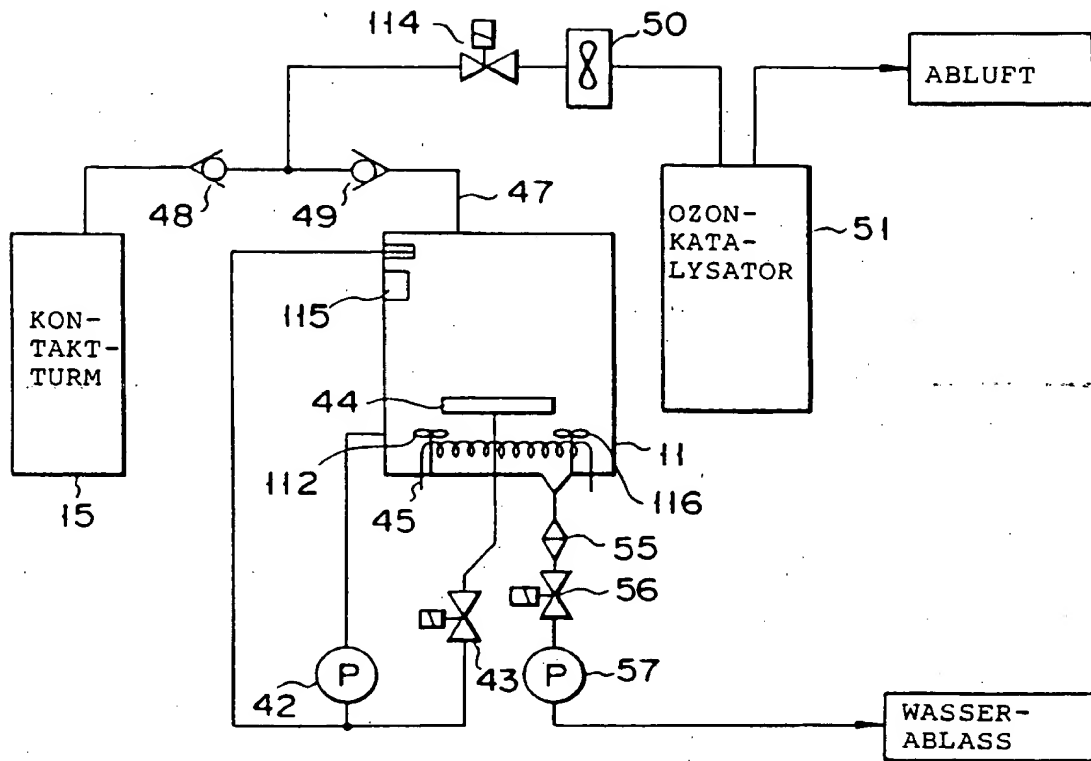 114
50
ABLUFT
48
49
47
OZON-
KATA-
LYSATOR
51
KON-
TAKT-
TURM
115
44
112
11
15
45
116
55
56
42
P
43
P
57
WASSER-
ABLASS